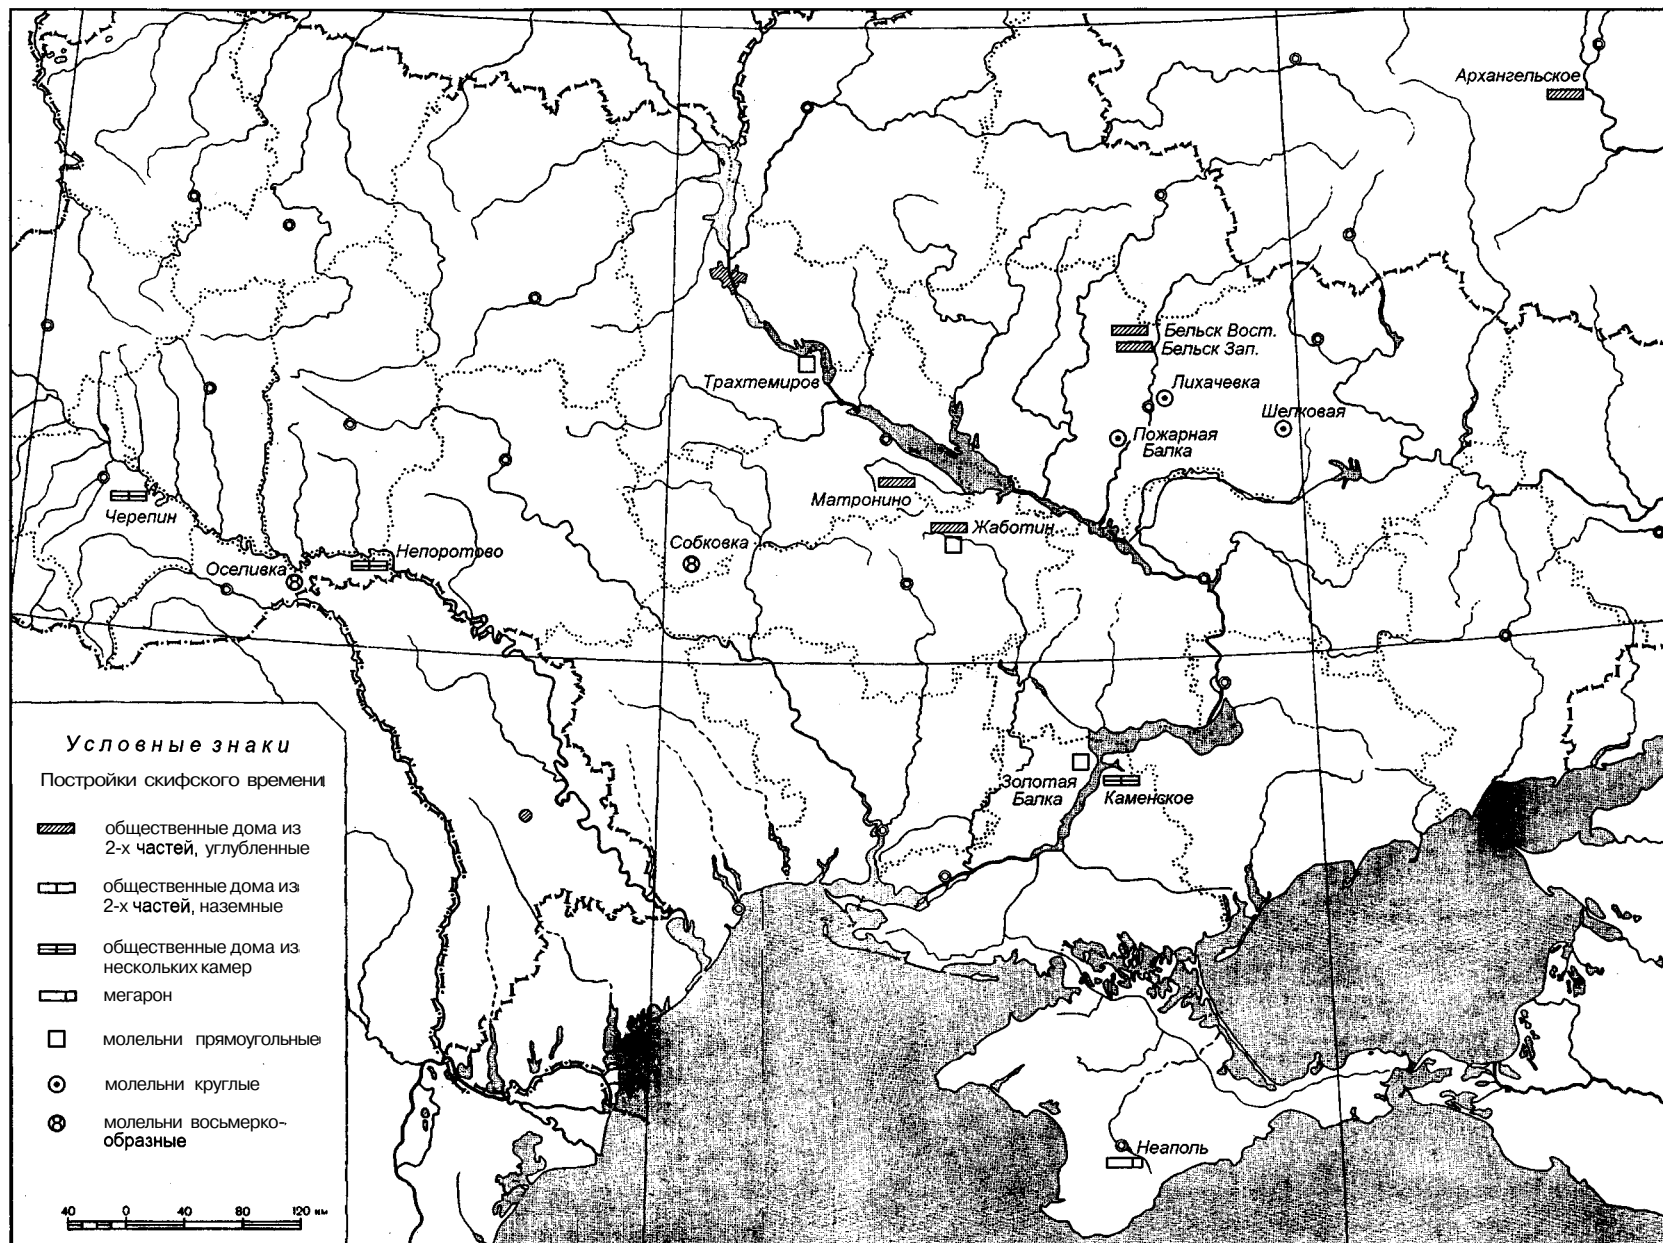 Архангельское
Бельск Вост.
Бельск Зап.
Трахтемиров
Лихачевка
Шелковая
Пожарная
Балка
Матронино
Черепин
Жаботин
Собковка
Непоротово
Оселивка
Золотая
Балка
Каменское
Неаполь
Условные знаки
Постройки скифского времени
общественные дома из
2-х частей, углубленные
общественные дома из
2-х частей, наземные
общественные дома из
нескольких камер
мегарон
молельни прямоугольные
молельни круглые
молельни восьмерко-
образные
40 0 40 80 120 км